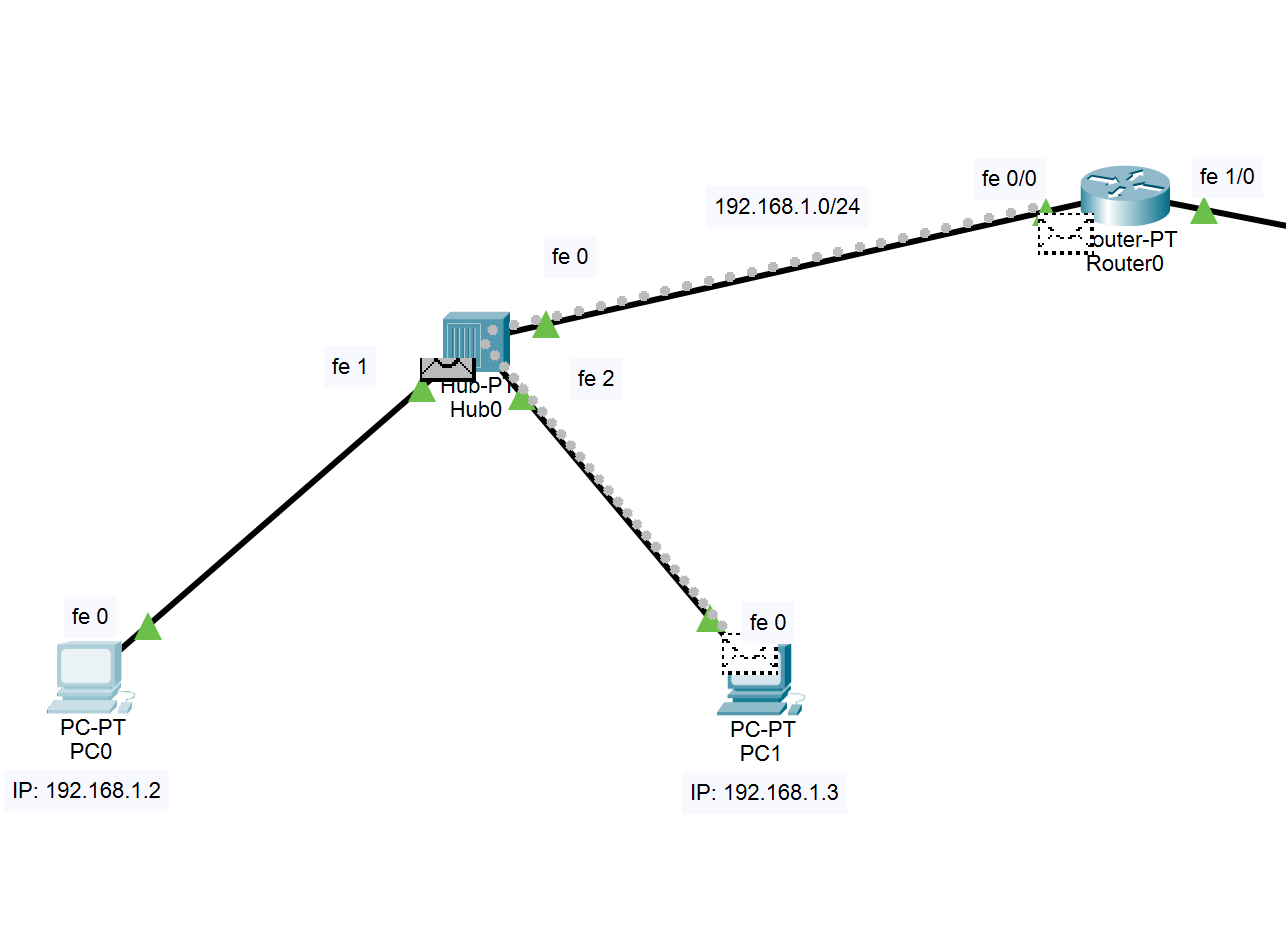 fe 0/0
fe 1/0
192.168.1.0/24
outer-PT
Router0
fe 0
fe 1
fe 2
Hub-PT
Hub0
fe 0
fe 0
PC-PT
PC0
PC-PT
PC1
IP: 192.168.1.2
IP: 192.168.1.3